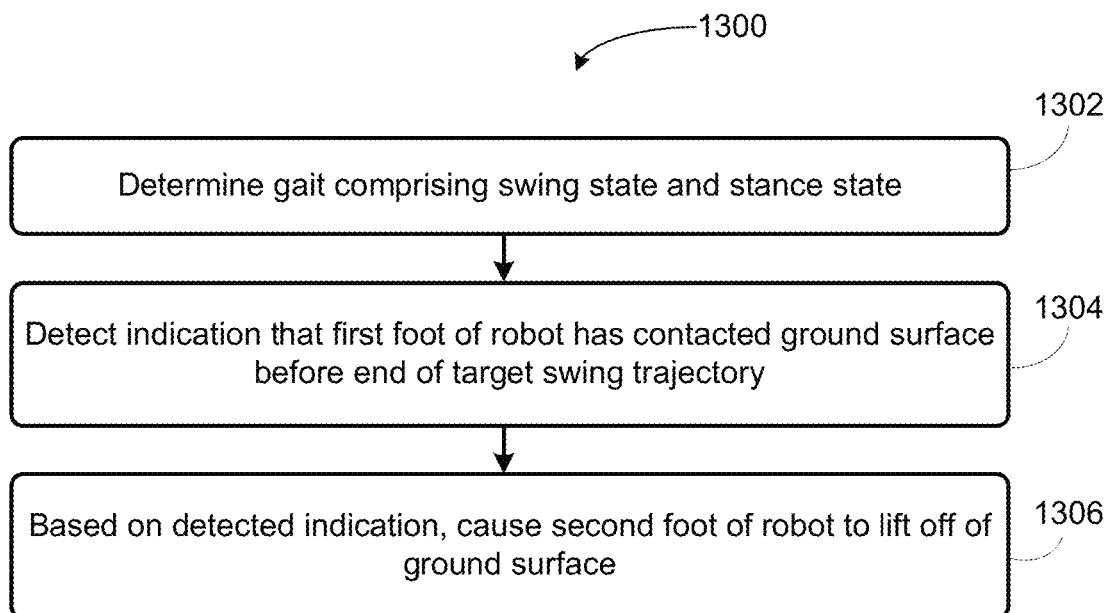 1300
1302
Determine gait comprising swing state and stance state
1304
Detect indication that first foot of robot has contacted ground surface
before end of target swing trajectory
1306
Based on detected indication, cause second foot of robot to lift off of
ground surface